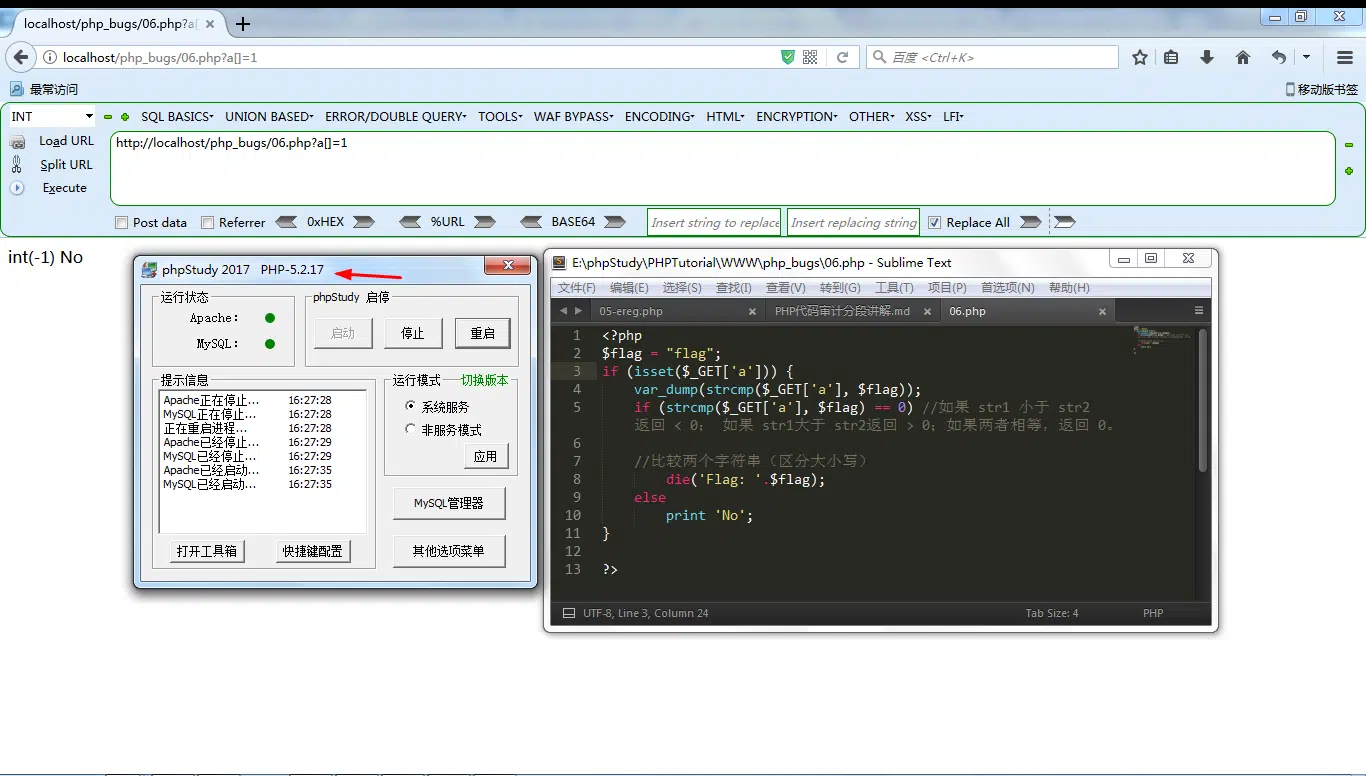 localhost/php_bugs/06.php?a[
localhost/php_bugs/06.php?a[]=1
百度 <Ctrl+K>
最常访问
移动版书签
INT
SQL BASICS UNION BASED ERROR/DOUBLE QUERY TOOLS WAF BYPASS ENCODING HTML ENCRYPTION OTHER XSS LFI
Load URL
Split URL
Execute
http://localhost/php_bugs/06.php?a[]=1
Post data Referrer 0xHEX %URL BASE64 Insert string to replace Insert replacing string Replace All
int(-1) No
phpStudy 2017 PHP-5.2.17
运行状态
Apache:
MySQL:
phpStudy 启停
启动 停止 重启
提示信息
Apache正在停止... 16:27:28
MySQL正在停止... 16:27:28
正在重启进程... 16:27:28
Apache已经停止... 16:27:29
MySQL已经停止... 16:27:29
Apache已经启动... 16:27:35
MySQL已经启动... 16:27:35
打开工具箱 快捷键配置
运行模式 切换版本
系统服务
非服务模式
应用
MySQL管理器
其他选项菜单
E:\phpStudy\PHPTutorial\WWW\php_bugs\06.php - Sublime Text
文件(F) 编辑(E) 选择(S) 查找(I) 查看(V) 转到(G) 工具(T) 项目(P) 首选项(N) 帮助(H)
05-ereg.php PHP代码审计分段讲解.md 06.php
1 <?php
2 $flag = "flag";
3 if (isset($_GET['a'])) {
4 var_dump(strcmp($_GET['a'], $flag));
5 if (strcmp($_GET['a'], $flag) == 0) //如果 str1 小于 str2
返回 < 0； 如果 str1大于 str2返回 > 0；如果两者相等，返回 0。
6
7 //比较两个字符串（区分大小写）
8 die('Flag: '.$flag);
9 else
10 print 'No';
11 }
12
13 ?>
UTF-8, Line 3, Column 24 Tab Size: 4 PHP